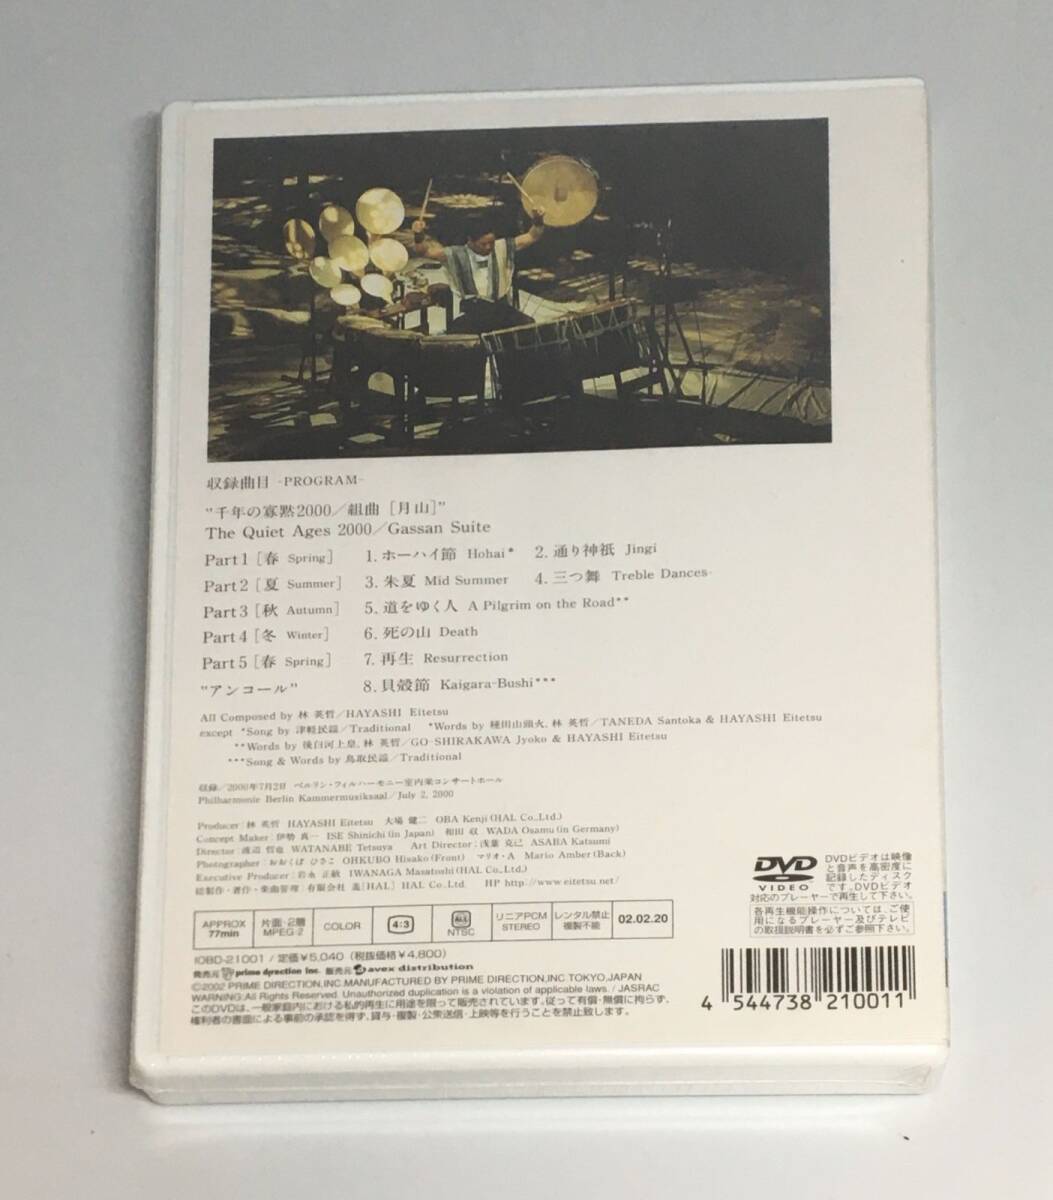 収録曲目 -PROGRAM-
"千年の寡黙2000／組曲［月山］"
The Quiet Ages 2000／Gassan Suite
Part1［春 Spring］ 1. ホーハイ節 Hohai* 2. 通り神祇 Jingi
Part2［夏 Summer］ 3. 朱夏 Mid Summer 4. 三つ舞 Treble Dances-
Part3［秋 Autumn］ 5. 道をゆく人 A Pilgrim on the Road**
Part4［冬 Winter］ 6. 死の山 Death
Part5［春 Spring］ 7. 再生 Resurrection
"アンコール" 8. 貝殻節 Kaigara-Bushi***
All Composed by 林 英哲／HAYASHI Eitetsu
except *Song by 津軽民謡／Traditional *Words by 種田山頭火, 林 英哲／TANEDA Santoka & HAYASHI Eitetsu
**Words by 後白河上皇, 林 英哲／GO-SHIRAKAWA Jyoko & HAYASHI Eitetsu
***Song & Words by 鳥取民謡／Traditional
収録／2000年7月2日 ベルリン・フィルハーモニー室内楽コンサートホール
Philharmonie Berlin Kammermusiksaal／July 2, 2000
Producer：林 英哲 HAYASHI Eitetsu 大場 健二 OBA Kenji (HAL Co.,Ltd.)
Concept Maker：伊勢 真一 ISE Shinichi (in Japan) 和田 収 WADA Osamu (in Germany)
Director：渡辺 哲也 WATANABE Tetsuya Art Director：浅葉 克己 ASABA Katsumi
Photographer：おおくぼ ひさこ OHKUBO Hisako (Front) マリオ・A Mario Amber (Back)
Executive Producer：岩永 正敏 IWANAGA Masatoshi (HAL Co.,Ltd.)
総製作・著作・楽曲管理：有限会社 遙［HAL］ HAL Co.,Ltd. HP http://www.eitetsu.net/
DVD VIDEO
DVDビデオは映像
と音声を高密度に
記録したディスク
です。DVDビデオ
対応のプレーヤーで再生して下さい。
各再生機能操作については、ご使
用になるプレーヤー及びテレビ
の取扱説明書を必ずご参照下さい。
APPROX 77min 片面・2層 MPEG-2 COLOR 4:3 ALL NTSC リニアPCM STEREO レンタル禁止 複製不能 02.02.20
IOBD-21001 / 定価¥5,040 (税抜価格¥4,800)
発売元 prime direction inc. 販売元 avex distribution
©2002 PRIME DIRECTION,INC.MANUFACTURED BY PRIME DIRECTION,INC.TOKYO,JAPAN
WARNING:All Rights Reserved. Unauthorized duplication is a violation of applicable laws. / JASRAC
このDVDは、一般家庭内における私的再生に用途を限って販売されています。従って有償・無償に拘らず、
権利者の書面による事前の承諾を得ず、貸与・複製・公衆送信・上映等を行うことを禁止致します。
4 544738 210011